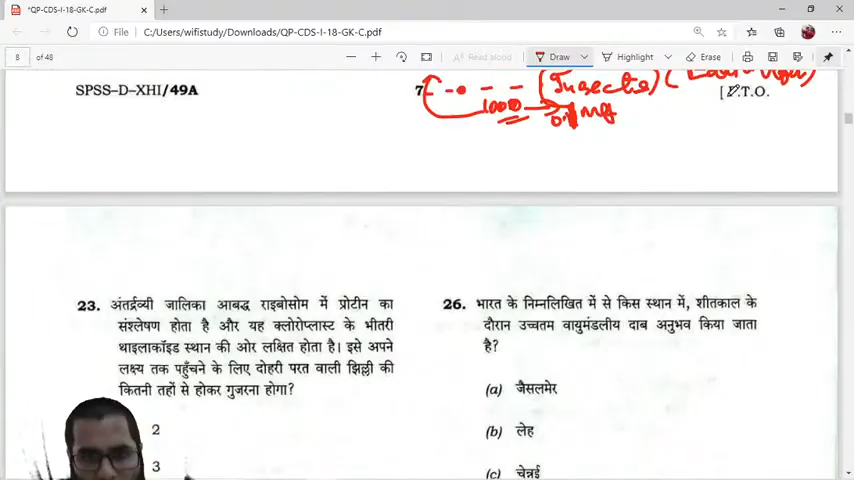 *QP-CDS-I-18-GK-C.pdf
File C:/Users/wifistudy/Downloads/QP-CDS-I-18-GK-C.pdf
8 of 48
Read aloud Draw Highlight Erase
SPSS–D–XHI/49A
7
[P.T.O.
1000
23. अंतर्द्रव्यी जालिका आबद्ध राइबोसोम में प्रोटीन का
संश्लेषण होता है और यह क्लोरोप्लास्ट के भीतरी
थाइलाकॉइड स्थान की ओर लक्षित होता है। इसे अपने
लक्ष्य तक पहुँचने के लिए दोहरी परत वाली झिल्ली की
कितनी तहों से होकर गुजरना होगा?
2
3
26. भारत के निम्नलिखित में से किस स्थान में, शीतकाल के
दौरान उच्चतम वायुमंडलीय दाब अनुभव किया जाता
है?
(a) जैसलमेर
(b) लेह
(c) चेन्नई